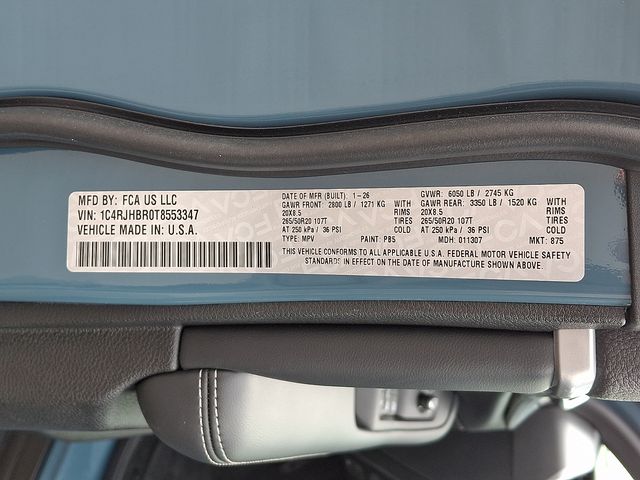 MFD BY: FCA US LLC
VIN: 1C4RJHBR0T8553347
VEHICLE MADE IN: U.S.A.
DATE OF MFR (BUILT): 1-26 GVWR: 6050 LB / 2745 KG
GAWR FRONT: 2800 LB / 1271 KG WITH GAWR REAR: 3350 LB / 1520 KG WITH
20X8.5 RIMS 20X8.5 RIMS
265/50R20 107T TIRES 265/50R20 107T TIRES
AT 250 kPa / 36 PSI COLD AT 250 kPa / 36 PSI COLD
TYPE: MPV PAINT: PB5 MDH: 011307 MKT: 875
THIS VEHICLE CONFORMS TO ALL APPLICABLE U.S.A. FEDERAL MOTOR VEHICLE SAFETY
STANDARDS IN EFFECT ON THE DATE OF MANUFACTURE SHOWN ABOVE.